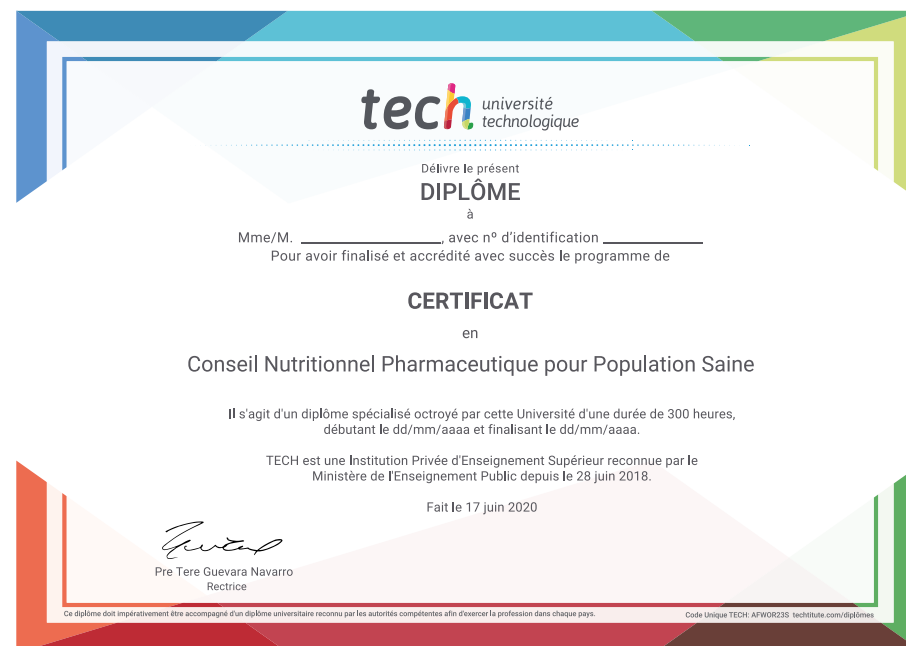 tech université
technologique
Délivre le présent
DIPLÔME
à
Mme/M. ____________________, avec nº d'identification ______________
Pour avoir finalisé et accrédité avec succès le programme de
CERTIFICAT
en
Conseil Nutritionnel Pharmaceutique pour Population Saine
Il s'agit d'un diplôme spécialisé octroyé par cette Université d'une durée de 300 heures,
débutant le dd/mm/aaaa et finalisant le dd/mm/aaaa.
TECH est une Institution Privée d'Enseignement Supérieur reconnue par le
Ministère de l'Enseignement Public depuis le 28 juin 2018.
Fait le 17 juin 2020
Pre Tere Guevara Navarro
Rectrice
Ce diplôme doit impérativement être accompagné d'un diplôme universitaire reconnu par les autorités compétentes afin d'exercer la profession dans chaque pays.
Code Unique TECH: AFWOR23S techtitute.com/diplômes